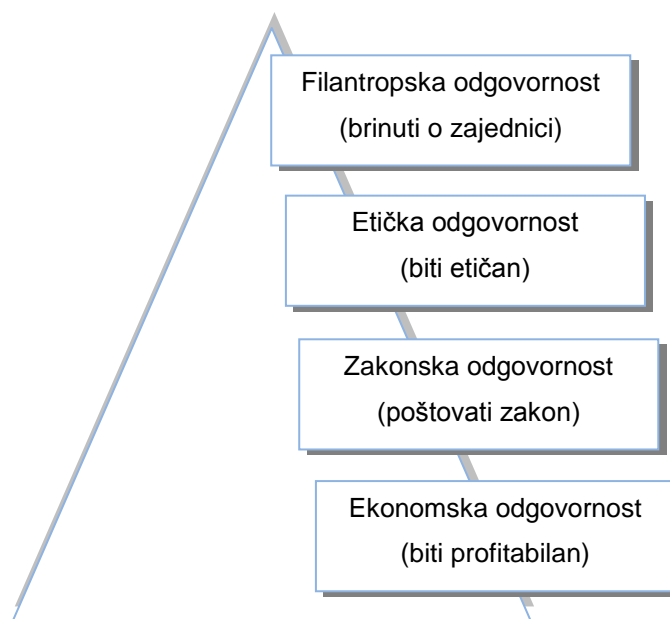 Filantropska odgovornost
(brinuti o zajednici)
Etička odgovornost
(biti etičan)
Zakonska odgovornost
(poštovati zakon)
Ekonomska odgovornost
(biti profitabilan)